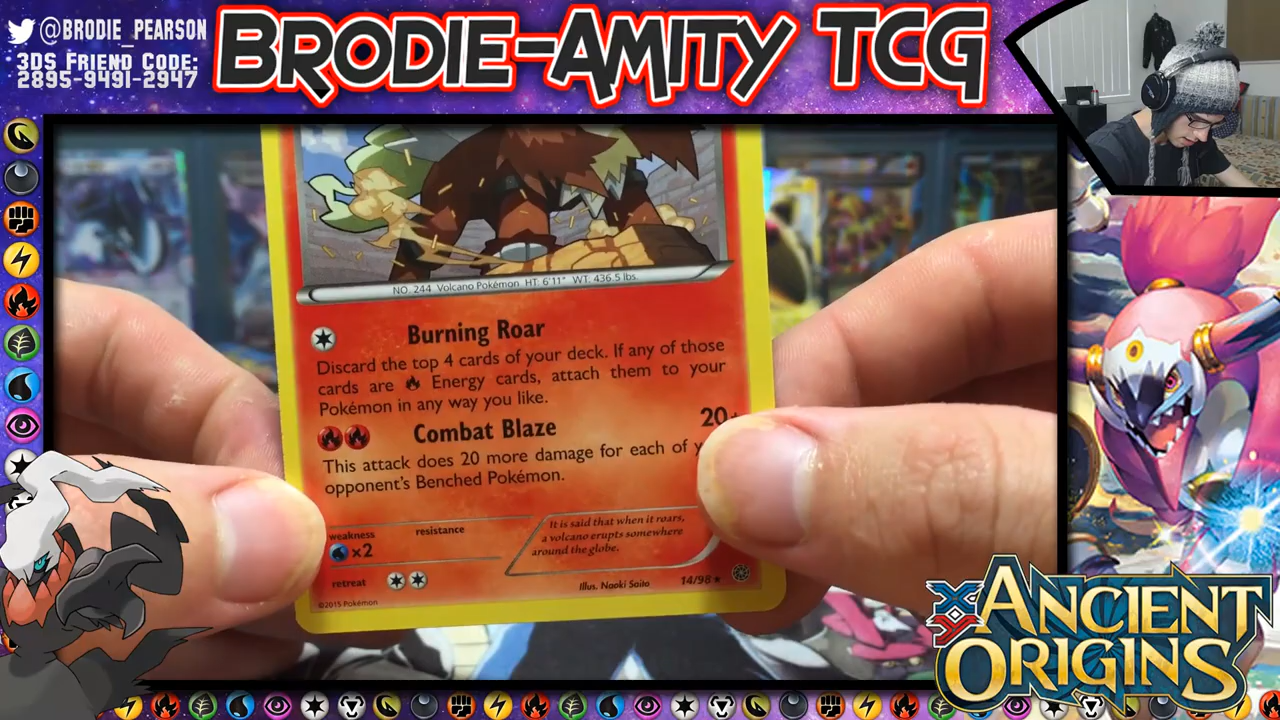 @BRODIE_PEARSON
3DS FRIEND CODE:
2895-9491-2947
BRODIE-AMITY TCG
NO. 244 Volcano Pokémon HT: 6'11" WT: 436.5 lbs.
Burning Roar
Discard the top 4 cards of your deck. If any of those
cards are Energy cards, attach them to your
Pokémon in any way you like.
Combat Blaze 20+
This attack does 20 more damage for each of
opponent's Benched Pokémon.
weakness
×2
resistance
It is said that when it roars,
a volcano erupts somewhere
around the globe.
retreat
Illus. Naoki Saito
14/98
©2015 Pokémon
XY
ANCIENT
ORIGINS